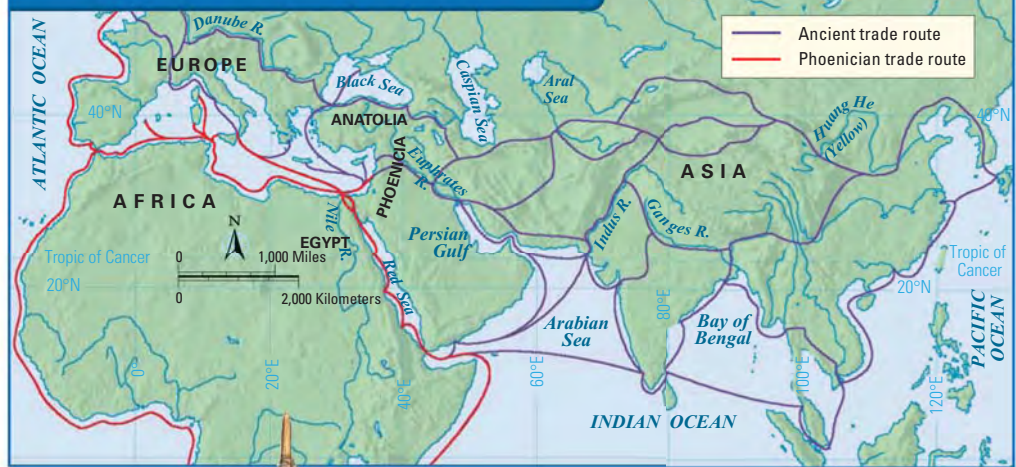 Ancient trade route
Phoenician trade route
ATLANTIC OCEAN
Danube R.
EUROPE
Black Sea
Caspian Sea
Aral
Sea
40°N
40°N
ANATOLIA
PHOENICIA
Euphrates
R.
Huang He
(Yellow)
ASIA
AFRICA
N
Nile
R.
EGYPT
Persian
Gulf
Indus R.
Ganges R.
Tropic of Cancer
0
1,000 Miles
0
2,000 Kilometers
Red Sea
Tropic of
Cancer
20°N
20°N
Arabian
Sea
Bay of
Bengal
PACIFIC
OCEAN
0°
20°E
40°E
60°E
80°E
100°E
120°E
INDIAN OCEAN